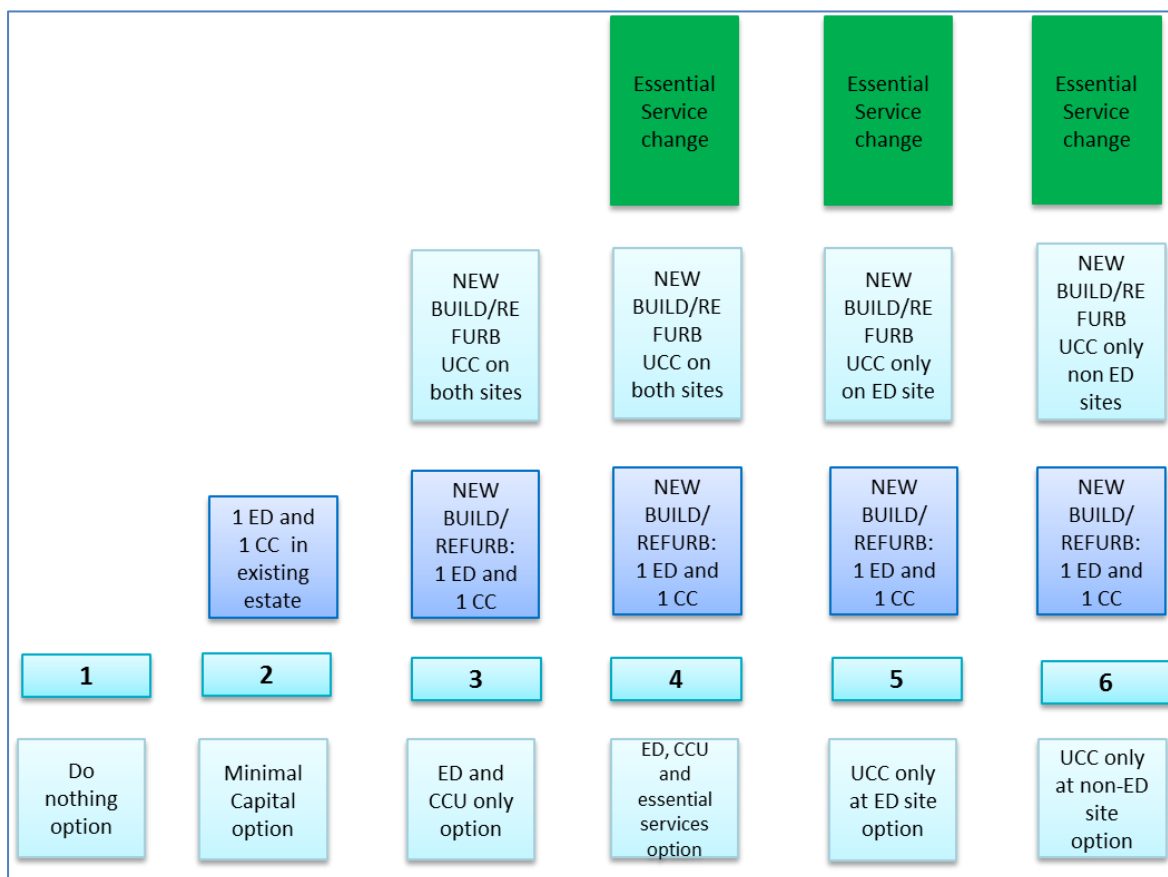 Essential
Service
change
Essential
Service
change
Essential
Service
change
NEW
BUILD/RE
FURB
UCC on
both sites
NEW
BUILD/RE
FURB
UCC on
both sites
NEW
BUILD/RE
FURB
UCC only
on ED site
NEW
BUILD/RE
FURB
UCC only
non ED
sites
1 ED and
1 CC in
existing
estate
NEW
BUILD/
REFURB:
1 ED and
1 CC
NEW
BUILD/
REFURB:
1 ED and
1 CC
NEW
BUILD/
REFURB:
1 ED and
1 CC
NEW
BUILD/
REFURB:
1 ED and
1 CC
1
2
3
4
5
6
Do
nothing
option
Minimal
Capital
option
ED and
CCU only
option
ED, CCU
and
essential
services
option
UCC only
at ED site
option
UCC only
at non-ED
site
option